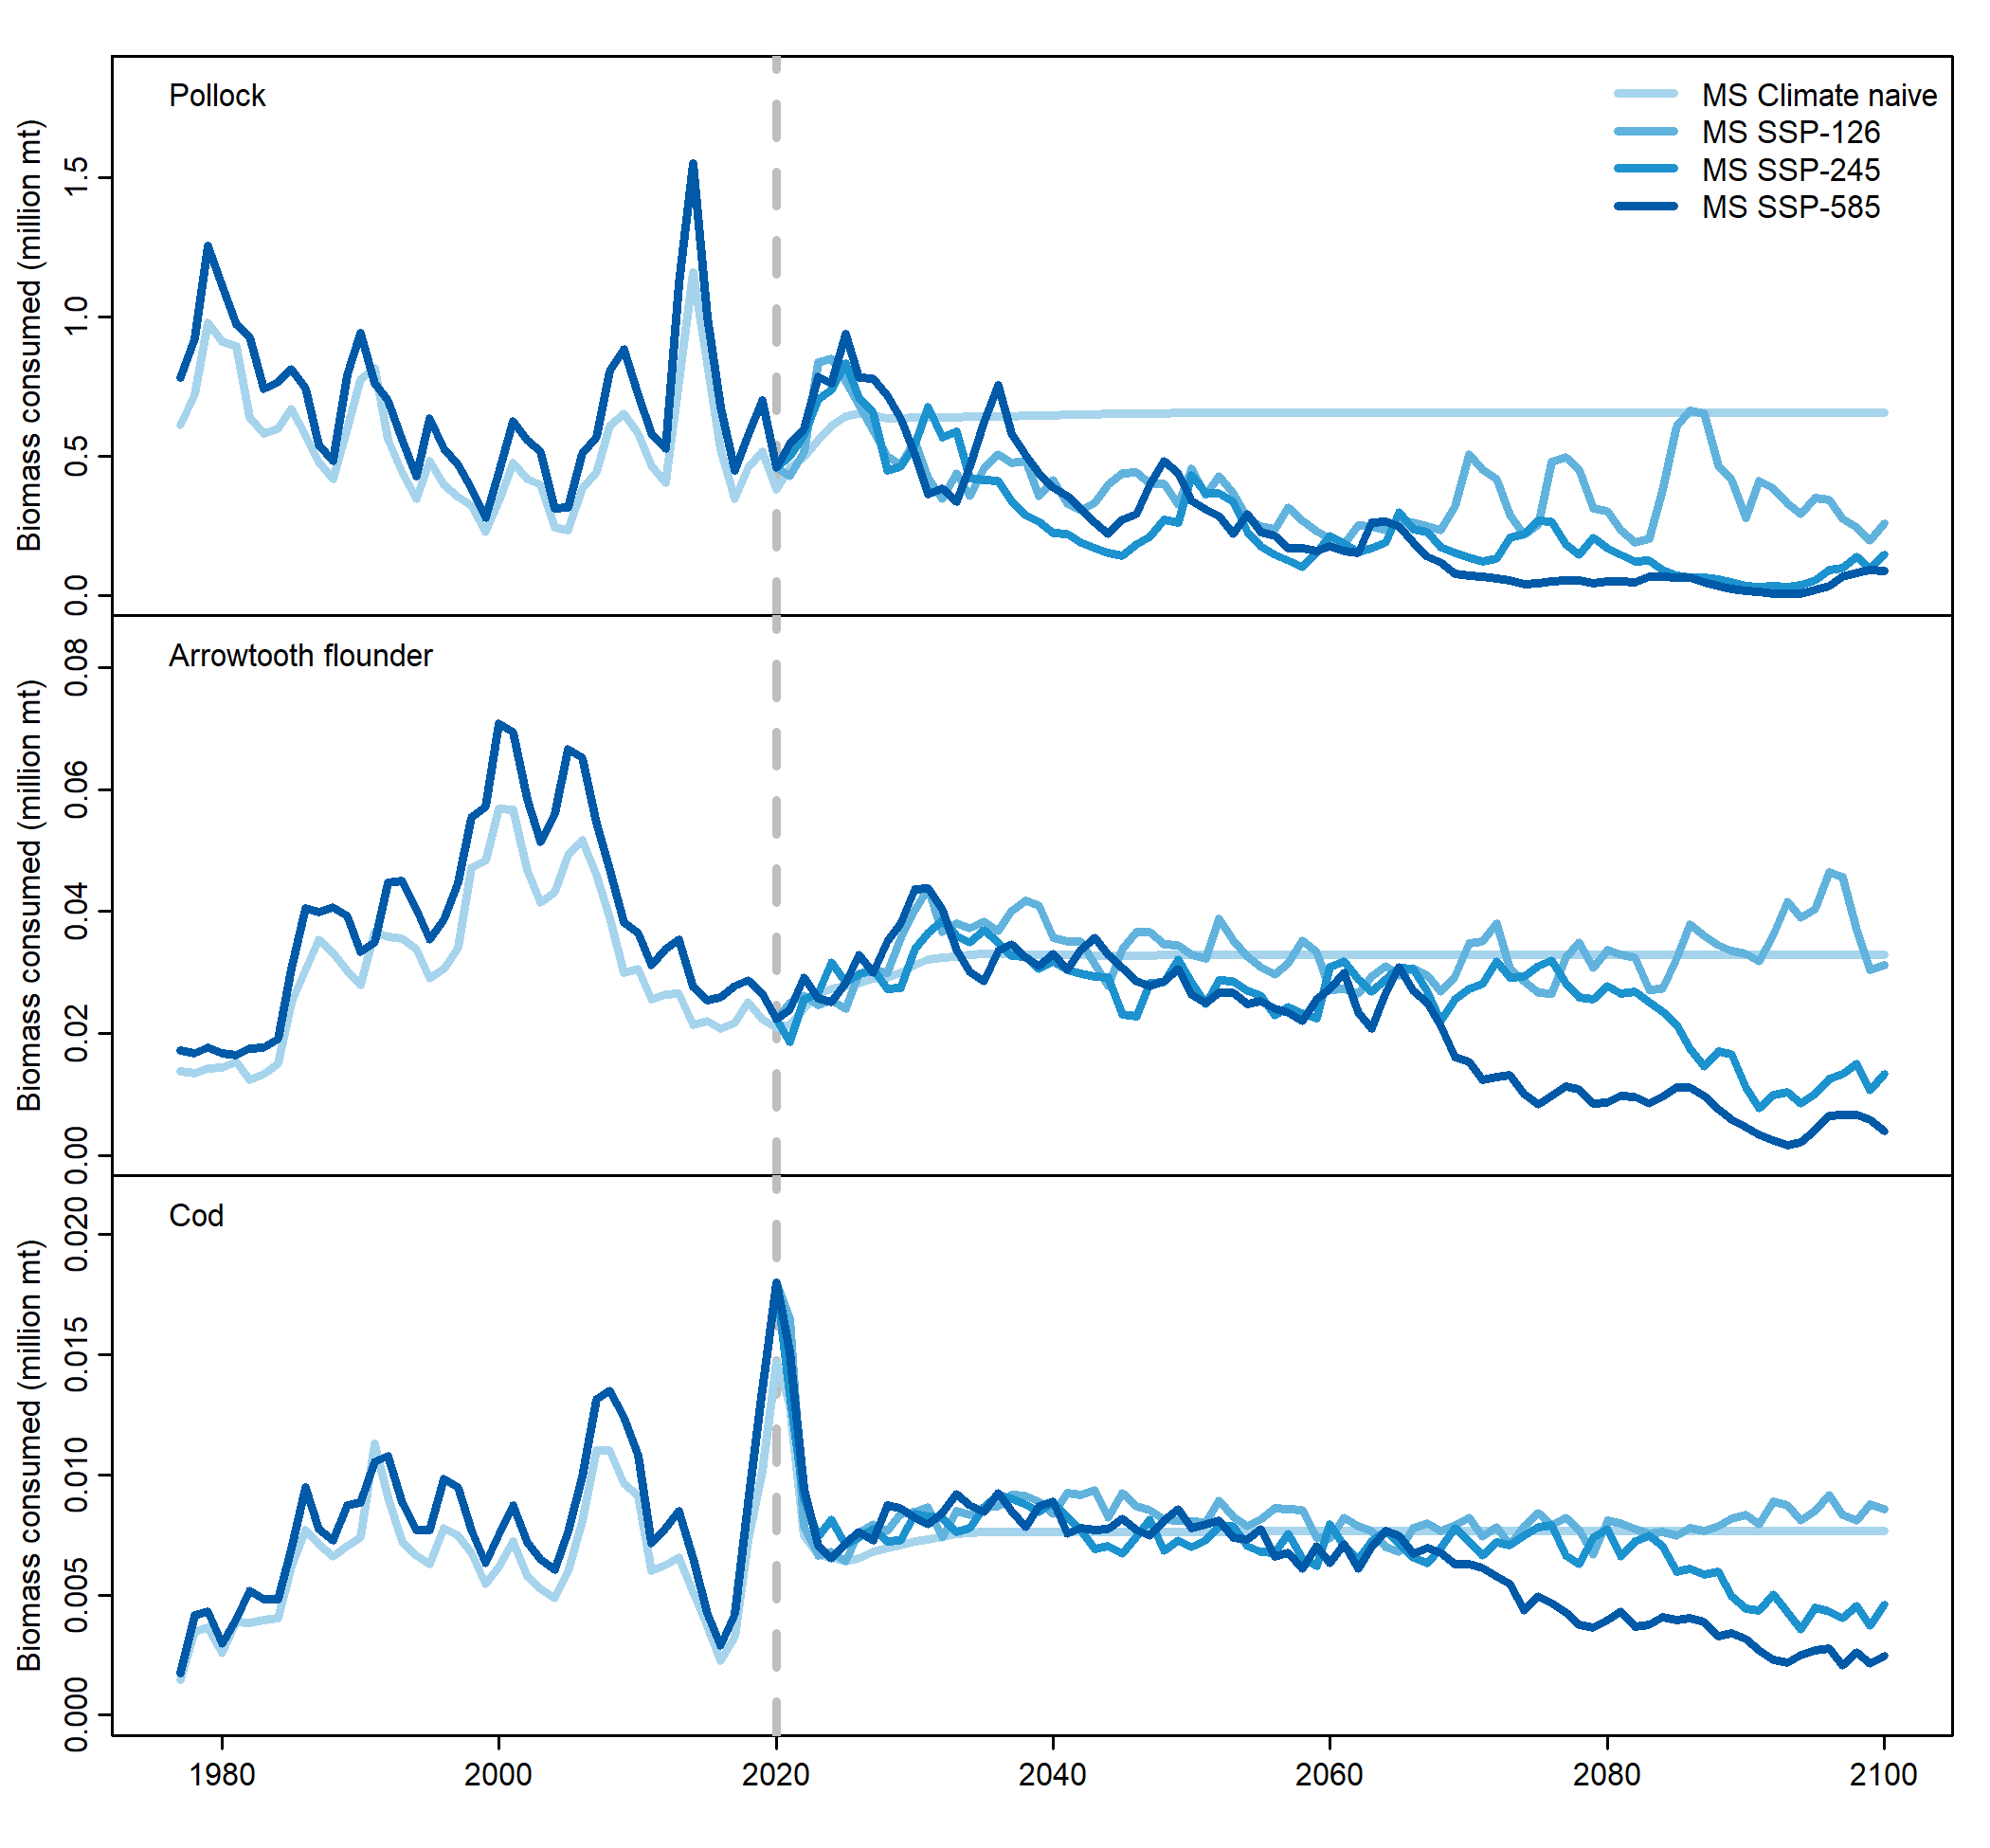 Pollock
MS Climate naive
MS SSP-126
MS SSP-245
MS SSP-585
Biomass consumed (million mt)
1.5
1.0
0.5
0.0
Arrowtooth flounder
Biomass consumed (million mt)
0.08
0.06
0.04
0.02
0.00
Cod
Biomass consumed (million mt)
0.020
0.015
0.010
0.005
0.000
1980 2000 2020 2040 2060 2080 2100